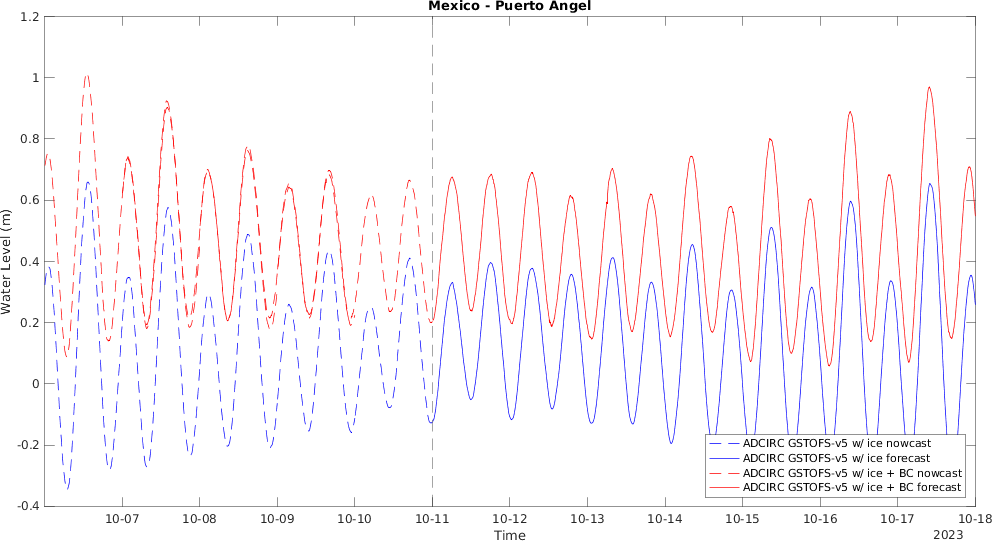 Mexico - Puerto Angel
1.2
1
0.8
0.6
0.4
0.2
0
-0.2
-0.4
Water Level (m)
ADCIRC GSTOFS-v5 w/ ice nowcast
ADCIRC GSTOFS-v5 w/ ice forecast
ADCIRC GSTOFS-v5 w/ ice + BC nowcast
ADCIRC GSTOFS-v5 w/ ice + BC forecast
10-07 10-08 10-09 10-10 10-11 10-12 10-13 10-14 10-15 10-16 10-17 10-18
Time
2023